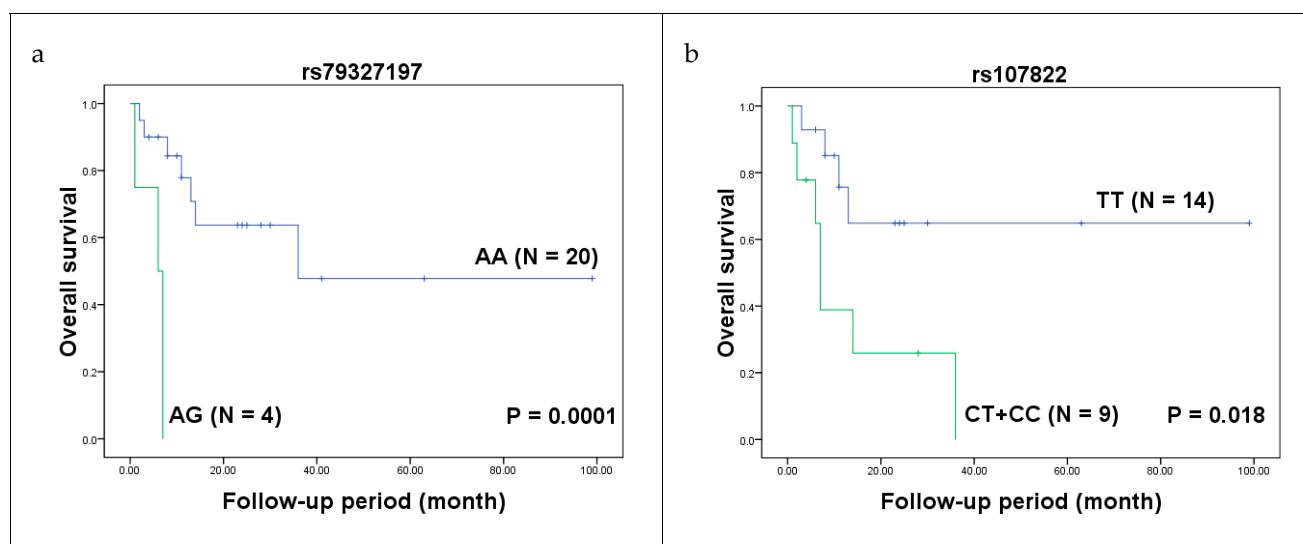 a
rs79327197
1.0
0.8
0.6
0.4
0.2
0.0
Overall survival
AA (N = 20)
AG (N = 4)
P = 0.0001
0.00 20.00 40.00 60.00 80.00 100.00
Follow-up period (month)
b
rs107822
1.0
0.8
0.6
0.4
0.2
0.0
Overall survival
TT (N = 14)
CT+CC (N = 9)
P = 0.018
0.00 20.00 40.00 60.00 80.00 100.00
Follow-up period (month)